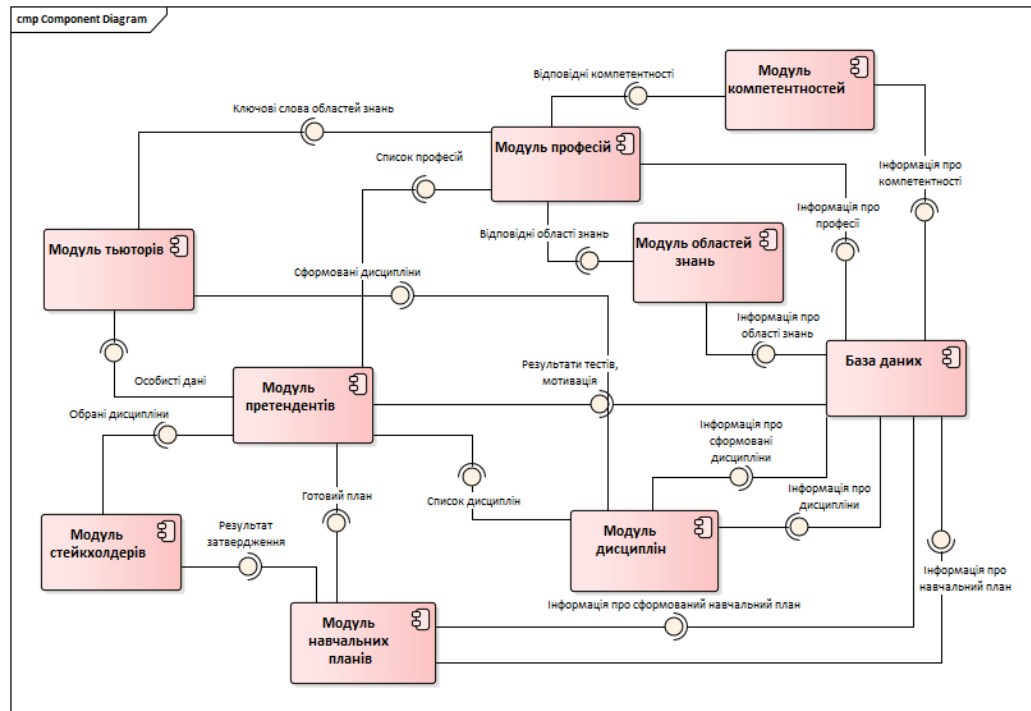 cmp Component Diagram
Відповідні компетентності
Модуль
компетентностей
Ключові слова областей знань
Модуль професій
Список професій
Інформація про
компетентності
Інформація про
професії
Відповідні області знань
Модуль областей
знань
Модуль тьюторів
Сформовані дисципліни
Інформація про
області знань
База даних
Особисті дані
Модуль
претендентів
Результати тестів,
мотивація
Обрані дисципліни
Інформація про
сформовані
дисципліни
Готовий план
Список дисциплін
Інформація про
дисципліни
Модуль
стейкхолдерів
Результат
затвердження
Модуль
дисциплін
Інформація про
навчальний план
Інформація про сформований навчальний план
Модуль
навчальних
планів